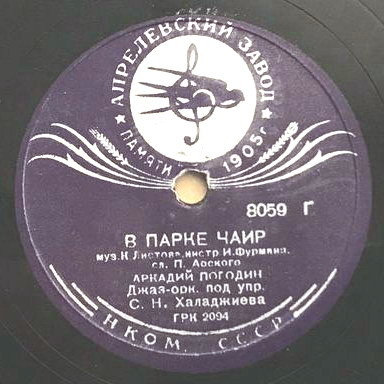 ★ АПРЕЛЕВСКИЙ ЗАВОД ★
ПАМЯТИ 1905 г.
8059 Г
В ПАРКЕ ЧАИР
муз. К. Листова, инстр. И. Фурмана,
сл. П. Арского
АРКАДИЙ ПОГОДИН
Джаз-орк. под упр.
С. Н. Халаджиева
ГРК 2094
НКОМ. СССР